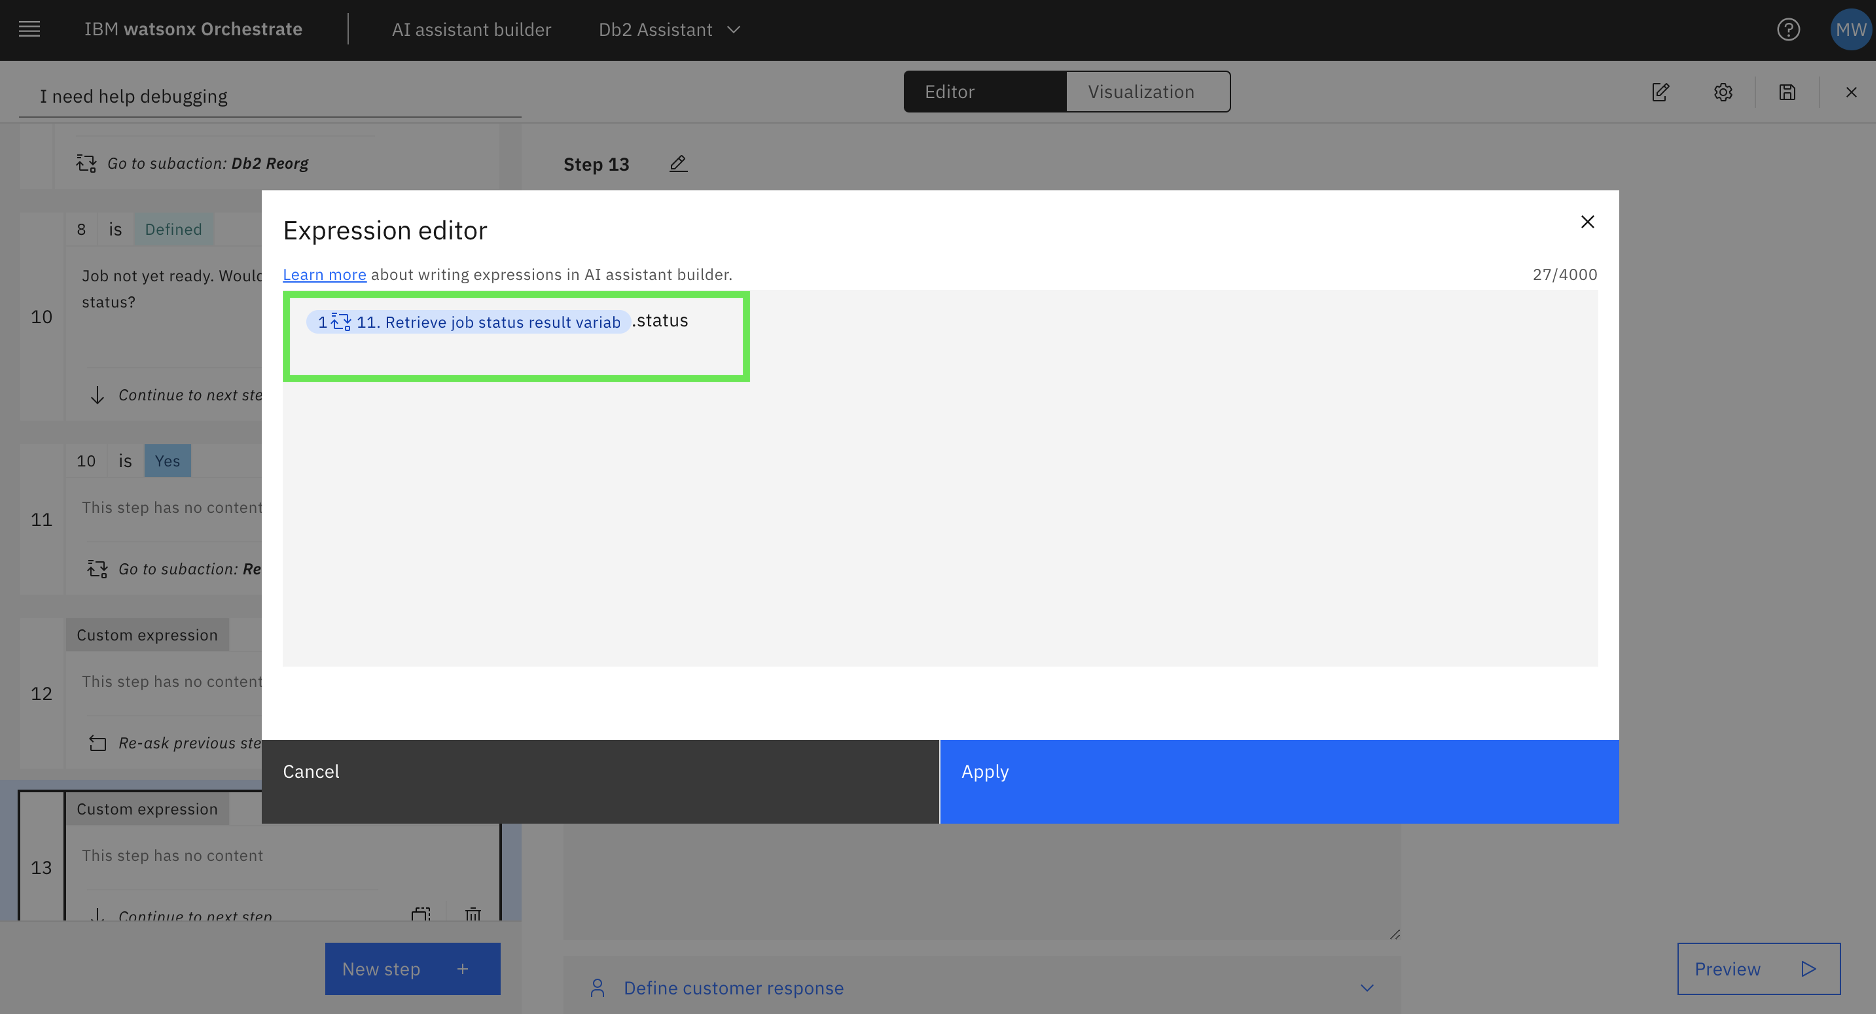 IBM watsonx Orchestrate
AI assistant builder
Db2 Assistant
MW
I need help debugging
Editor
Visualization
Go to subaction: Db2 Reorg
Step 13
8 is Defined
Job not yet ready. Would
status?
10
Continue to next ste
10 is Yes
This step has no content
11
Go to subaction: Re
Custom expression
This step has no content
12
Re-ask previous ste
Custom expression
This step has no content
13
Continue to next step
New step +
Expression editor
Learn more about writing expressions in AI assistant builder.
27/4000
1 11. Retrieve job status result variab .status
Cancel
Apply
Define customer response
Preview